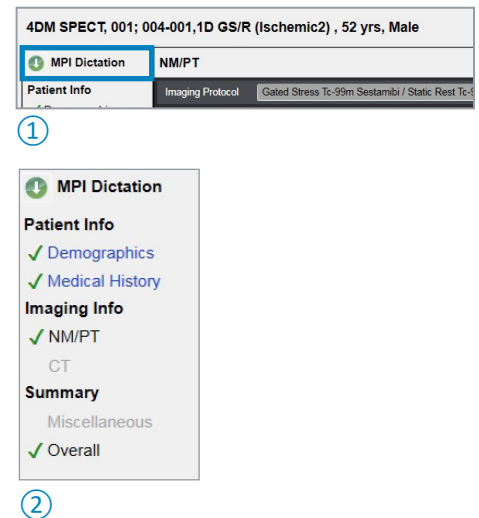 4DM SPECT, 001; 004-001,1D GS/R (Ischemic2) , 52 yrs, Male
MPI Dictation NM/PT
Patient Info Imaging Protocol Gated Stress Tc-99m Sestamibi / Static Rest Tc-9
①
MPI Dictation
Patient Info
✓ Demographics
✓ Medical History
Imaging Info
✓ NM/PT
CT
Summary
Miscellaneous
✓ Overall
②